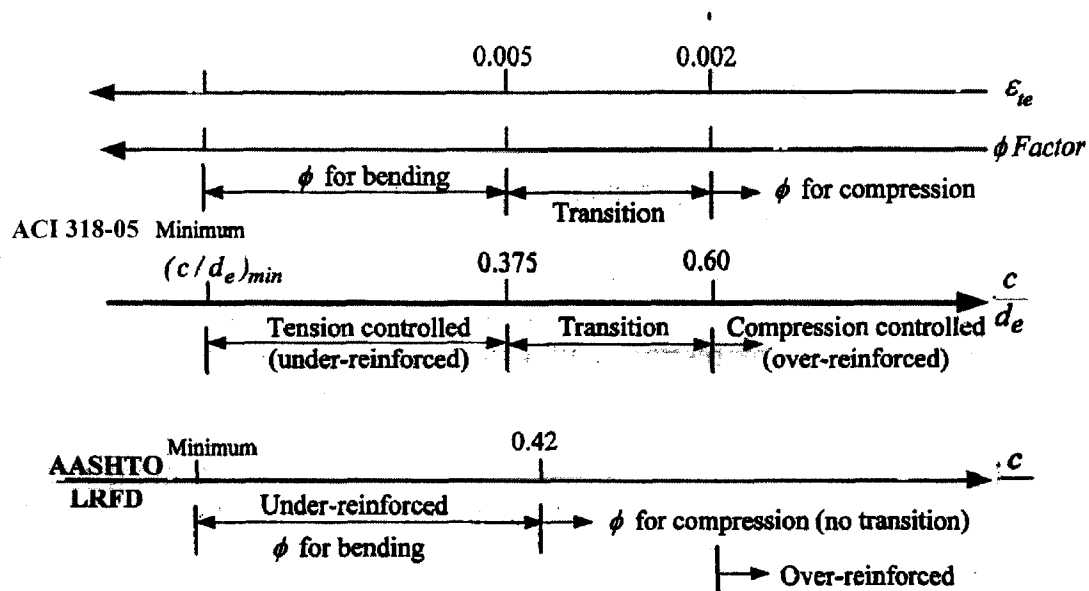 0.005 0.002
ε_te
ϕ Factor
ϕ for bending
Transition
ϕ for compression
ACI 318-05 Minimum
(c/d_e)_min 0.375 0.60
c
d_e
Tension controlled Transition Compression controlled
(under-reinforced) (over-reinforced)
Minimum 0.42
AASHTO
LRFD
c
Under-reinforced
ϕ for bending
ϕ for compression (no transition)
Over-reinforced